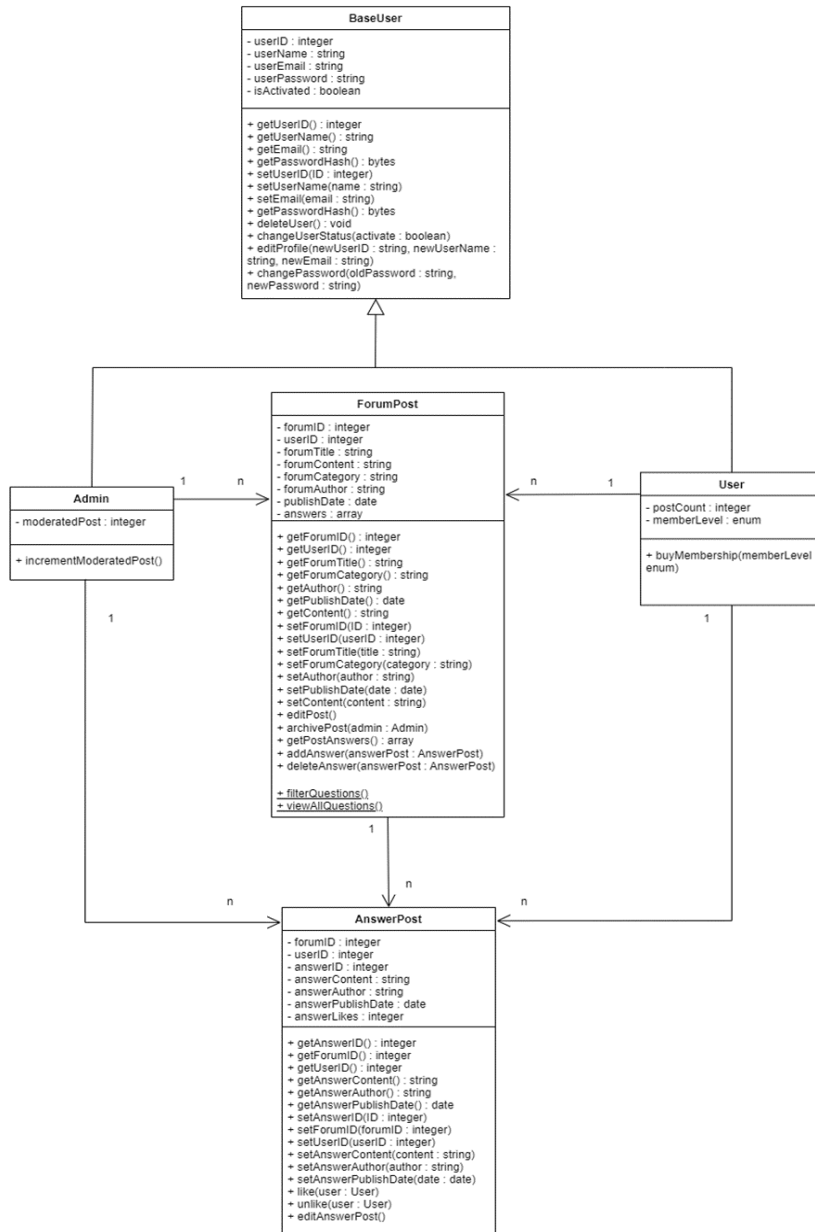 BaseUser
- userID : integer
- userName : string
- userEmail : string
- userPassword : string
- isActivated : boolean
+ getUserID() : integer
+ getUserName() : string
+ getEmail() : string
+ getPasswordHash() : bytes
+ setUserID(ID : integer)
+ setUserName(name : string)
+ setEmail(email : string)
+ getPasswordHash() : bytes
+ deleteUser() : void
+ changeUserStatus(activate : boolean)
+ editProfile(newUserID : string, newUserName :
string, newEmail : string)
+ changePassword(oldPassword : string,
newPassword : string)
ForumPost
- forumID : integer
- userID : integer
- forumTitle : string
- forumContent : string
- forumCategory : string
- forumAuthor : string
- publishDate : date
- answers : array
+ getForumID() : integer
+ getUserID() : integer
+ getForumTitle() : string
+ getForumCategory() : string
+ getAuthor() : string
+ getPublishDate() : date
+ getContent() : string
+ setForumID(ID : integer)
+ setUserID(userID : integer)
+ setForumTitle(title : string)
+ setForumCategory(category : string)
+ setAuthor(author : string)
+ setPublishDate(date : date)
+ setContent(content : string)
+ editPost()
+ archivePost(admin : Admin)
+ getPostAnswers() : array
+ addAnswer(answerPost : AnswerPost)
+ deleteAnswer(answerPost : AnswerPost)
+ filterQuestions()
+ viewAllQuestions()
1
n
n
1
Admin
- moderatedPost : integer
+ incrementModeratedPost()
User
- postCount : integer
- memberLevel : enum
+ buyMembership(memberLevel
enum)
1
1
1
n
n
n
AnswerPost
- forumID : integer
- userID : integer
- answerID : integer
- answerContent : string
- answerAuthor : string
- answerPublishDate : date
- answerLikes : integer
+ getAnswerID() : integer
+ getForumID() : integer
+ getUserID() : integer
+ getAnswerContent() : string
+ getAnswerAuthor() : string
+ getAnswerPublishDate() : date
+ setAnswerID(ID : integer)
+ setForumID(forumID : integer)
+ setUserID(userID : integer)
+ setAnswerContent(content : string)
+ setAnswerAuthor(author : string)
+ setAnswerPublishDate(date : date)
+ like(user : User)
+ unlike(user : User)
+ editAnswerPost()